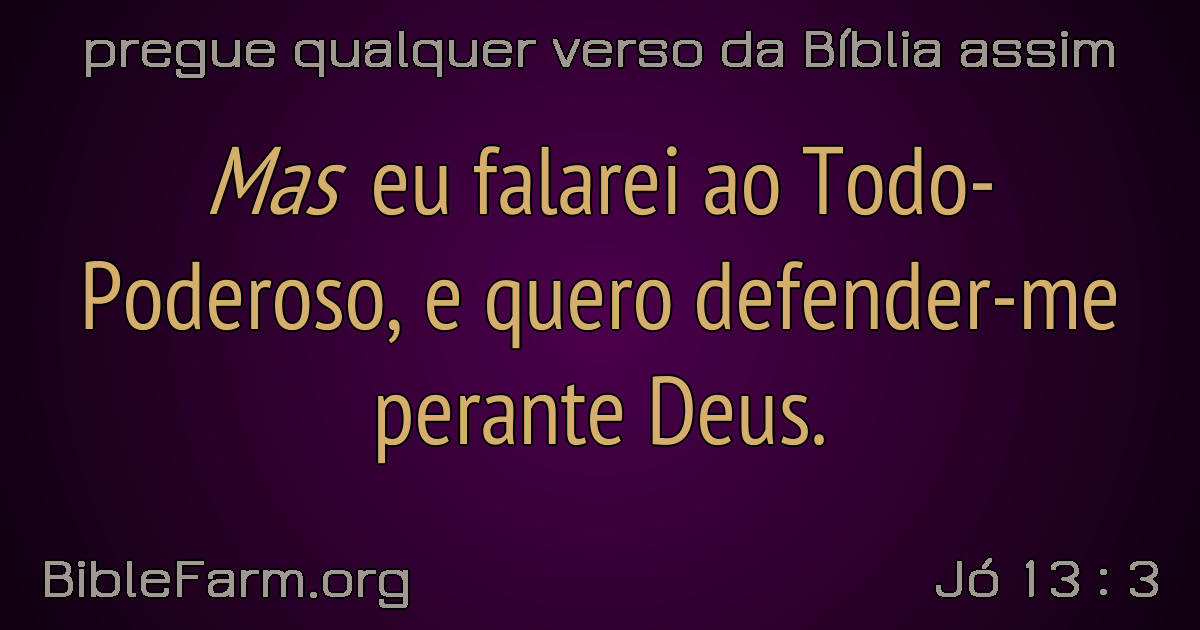 pregue qualquer verso da Bíblia assim
Mas eu falarei ao Todo-
Poderoso, e quero defender-me
perante Deus.
BibleFarm.org
Jó 13 : 3